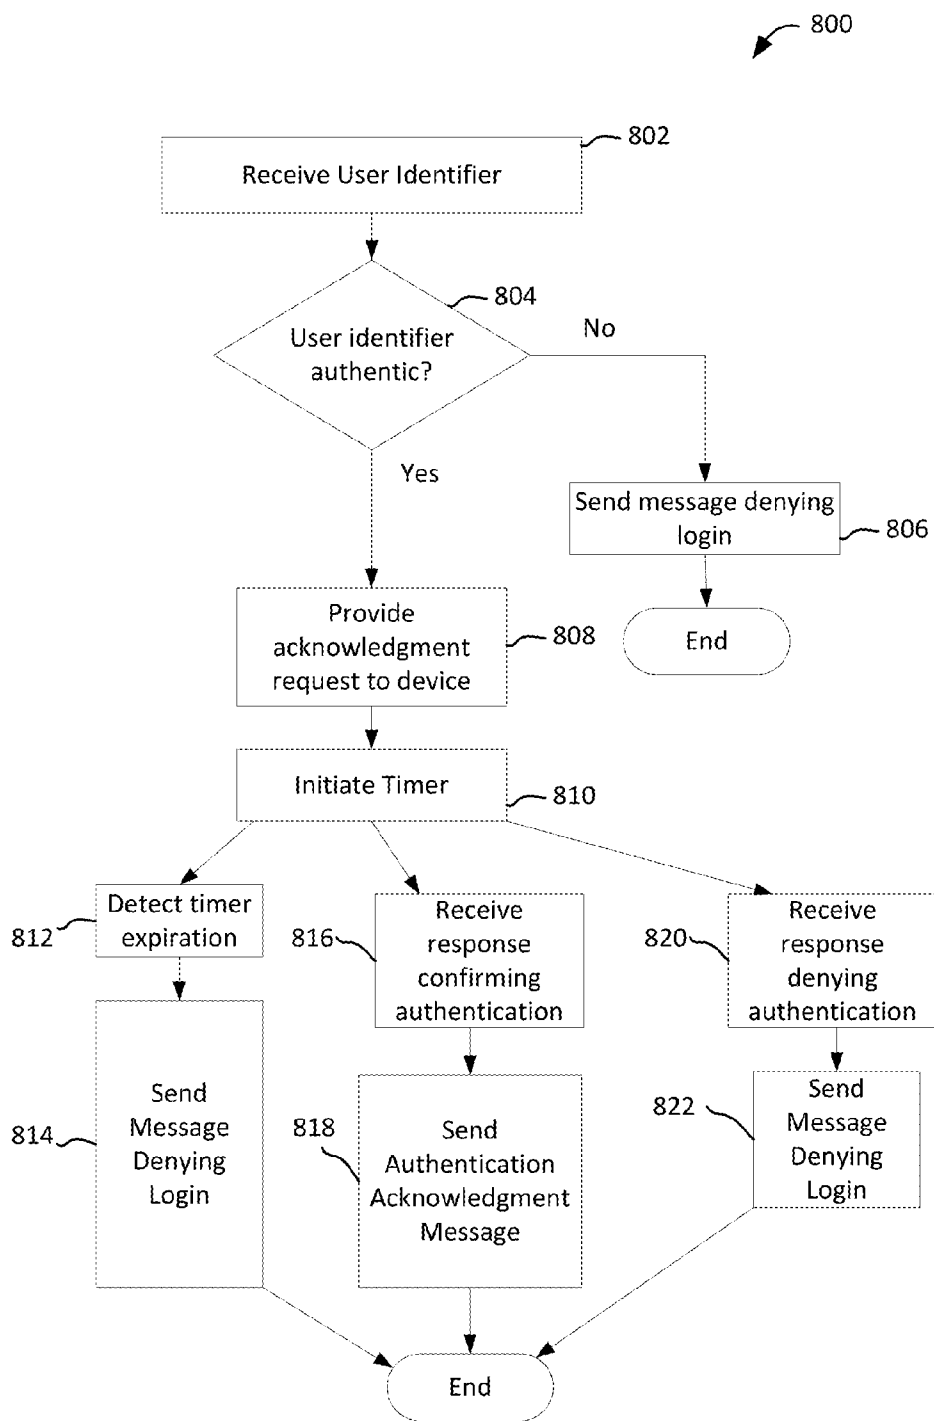 800
802
Receive User Identifier
804
User identifier
authentic?
No
Yes
Send message denying
login
806
Provide
acknowledgment
request to device
808
End
Initiate Timer
810
Detect timer
expiration
812
Receive
response
confirming
authentication
816
Receive
response
denying
authentication
820
Send
Message
Denying
Login
814
Send
Authentication
Acknowledgment
Message
818
Send
Message
Denying
Login
822
End